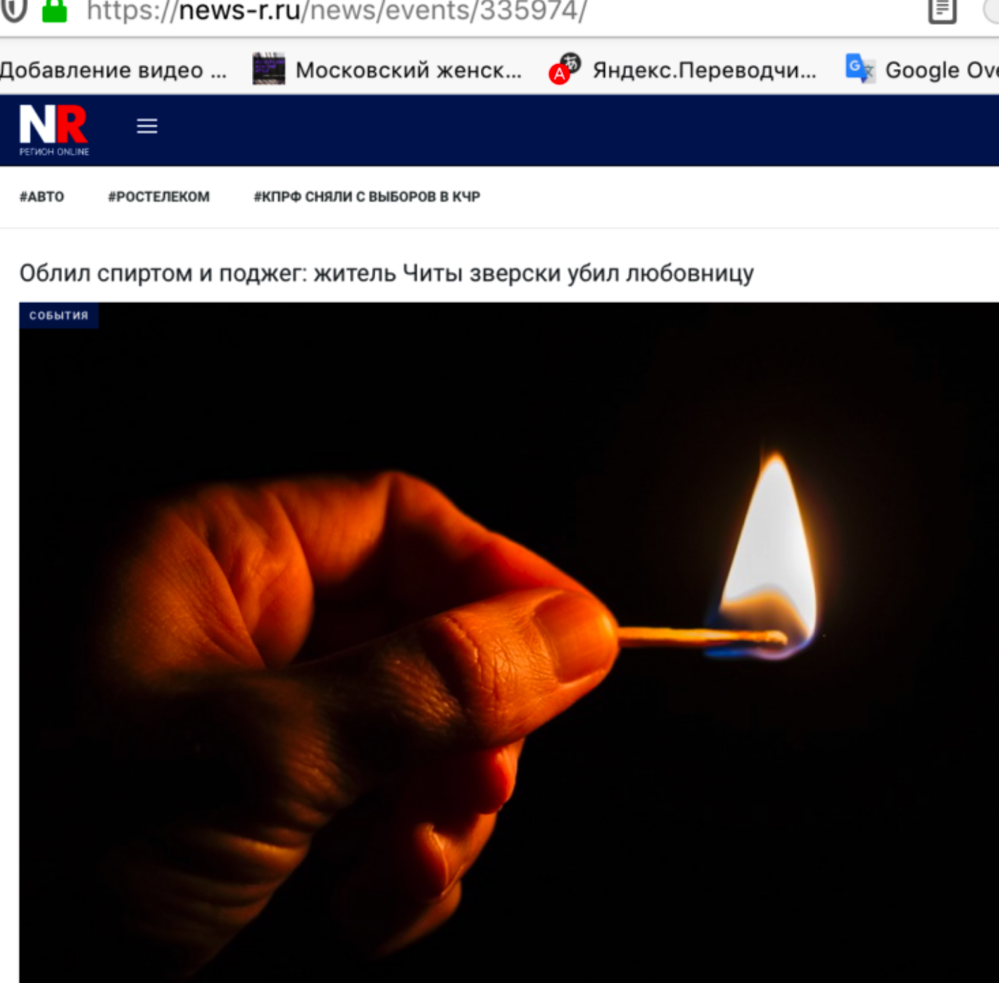 https://news-r.ru/news/events/335974/
Добавление видео ...
Московский женск...
Яндекс.Переводчи...
Google Ove
NR
РЕГИОН ONLINE
#АВТО
#РОСТЕЛЕКОМ
#КПРФ СНЯЛИ С ВЫБОРОВ В КЧР
Облил спиртом и поджег: житель Читы зверски убил любовницу
СОБЫТИЯ